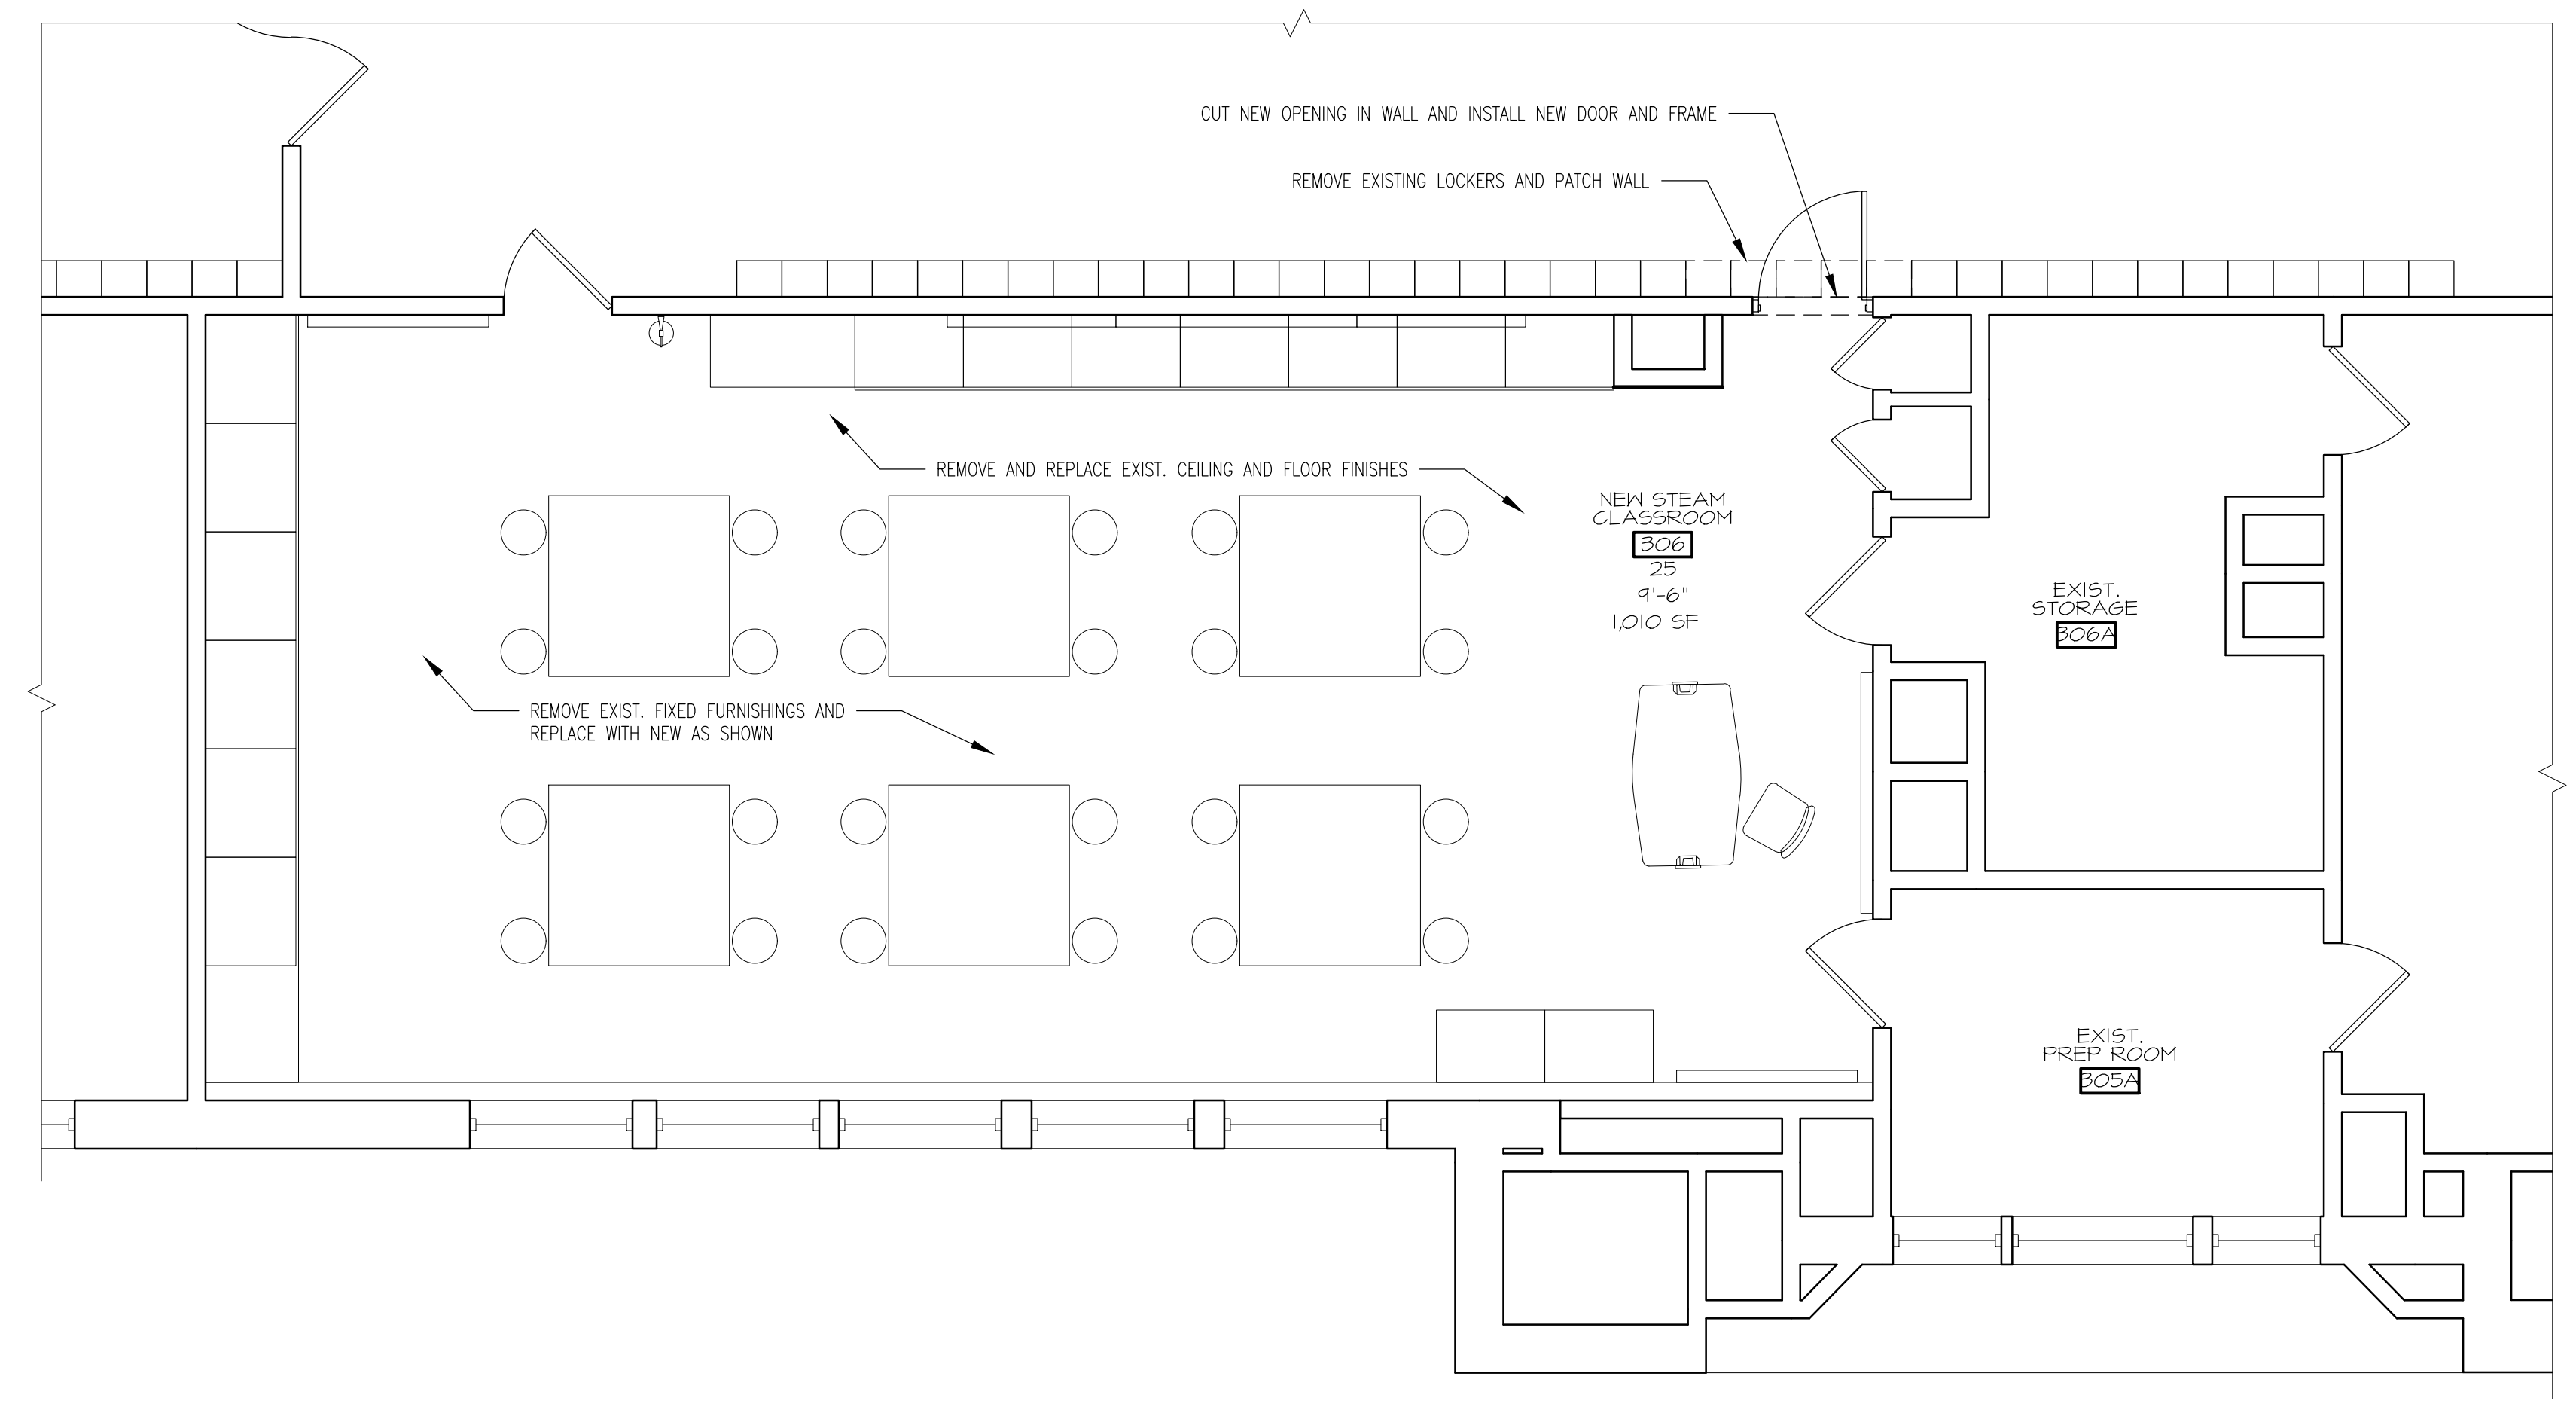 CUT NEW OPENING IN WALL AND INSTALL NEW DOOR AND FRAME
REMOVE EXISTING LOCKERS AND PATCH WALL
REMOVE AND REPLACE EXIST. CEILING AND FLOOR FINISHES
NEW STEAM
CLASSROOM
306
25
9'-6"
1,010 SF
EXIST.
STORAGE
306A
REMOVE EXIST. FIXED FURNISHINGS AND
REPLACE WITH NEW AS SHOWN
EXIST.
PREP ROOM
305A